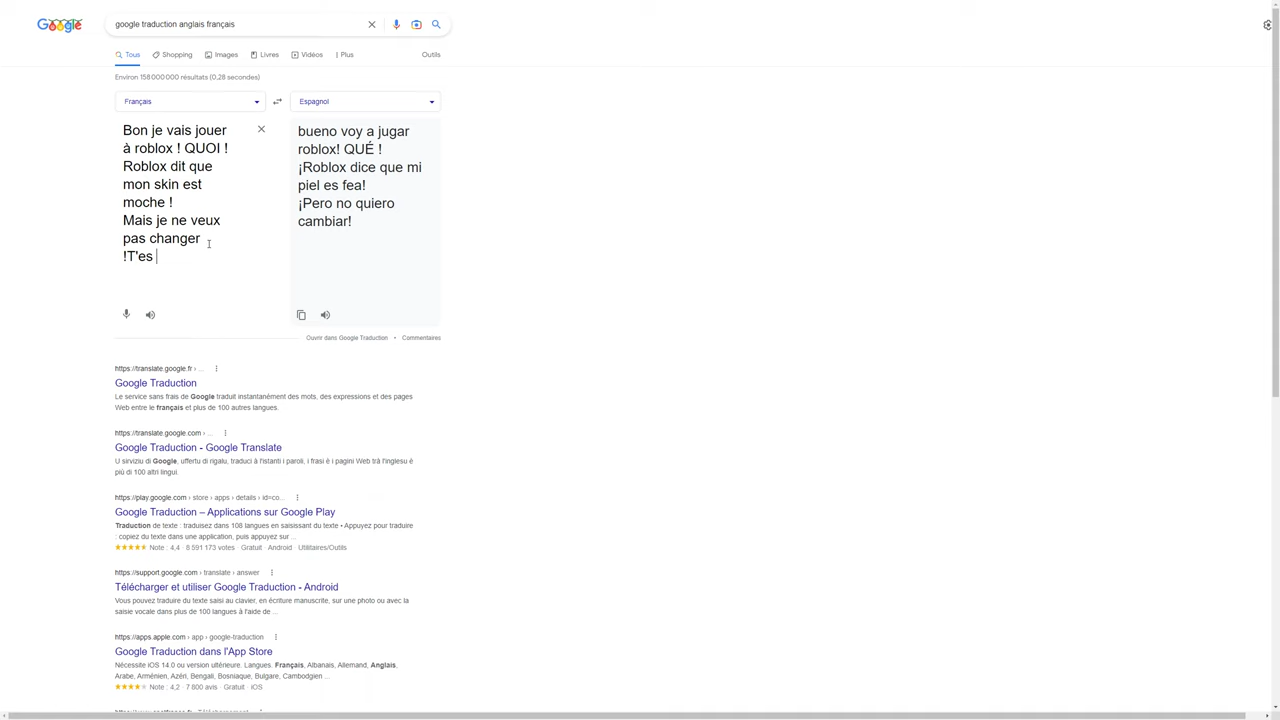 Google
google traduction anglais français
Tous
Shopping
Images
Livres
Vidéos
Plus
Outils
Environ 158 000 000 résultats (0,28 secondes)
Français
Espagnol
Bon je vais jouer
à roblox ! QUOI !
Roblox dit que
mon skin est
moche !
Mais je ne veux
pas changer
!T'es
bueno voy a jugar
roblox! QUÉ !
¡Roblox dice que mi
piel es fea!
¡Pero no quiero
cambiar!
Ouvrir dans Google Traduction • Commentaires
https://translate.google.fr › ...
Google Traduction
Le service sans frais de Google traduit instantanément des mots, des expressions et des pages
Web entre le français et plus de 100 autres langues.
https://translate.google.com › ...
Google Traduction - Google Translate
U sirviziu di Google, uffertu di rigalu, traduci à l'istanti i paroli, i frasi è i pagini Web trà l'inglesu è
più di 100 altri lingui.
https://play.google.com › store › apps › details › id=co...
Google Traduction – Applications sur Google Play
Traduction de texte : traduisez dans 108 langues en saisissant du texte • Appuyez pour traduire
: copiez du texte dans une application, puis appuyez sur ...
Note : 4,4 · 8 591 173 votes · Gratuit · Android · Utilitaires/Outils
https://support.google.com › translate › answer
Télécharger et utiliser Google Traduction - Android
Vous pouvez traduire du texte saisi au clavier, en écriture manuscrite, sur une photo ou avec la
saisie vocale dans plus de 100 langues à l'aide de ...
https://apps.apple.com › app › google-traduction
Google Traduction dans l'App Store
Nécessite iOS 14.0 ou version ultérieure. Langues. Français, Albanais, Allemand, Anglais,
Arabe, Arménien, Azéri, Bengali, Bosniaque, Bulgare, Cambodgien ...
Note : 4,2 · 7 800 avis · Gratuit · iOS